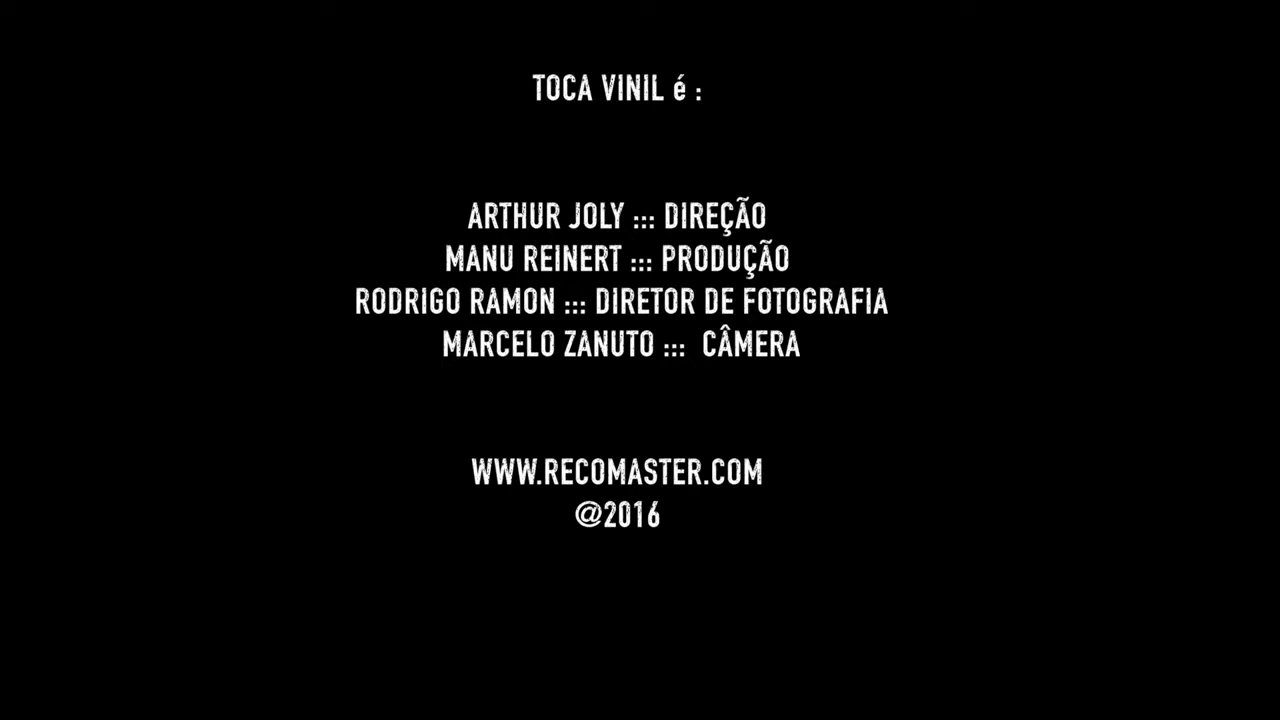 TOCA VINIL é :
ARTHUR JOLY ::: DIREÇÃO
MANU REINERT ::: PRODUÇÃO
RODRIGO RAMON ::: DIRETOR DE FOTOGRAFIA
MARCELO ZANUTO ::: CÂMERA
WWW.RECOMASTER.COM
@2016